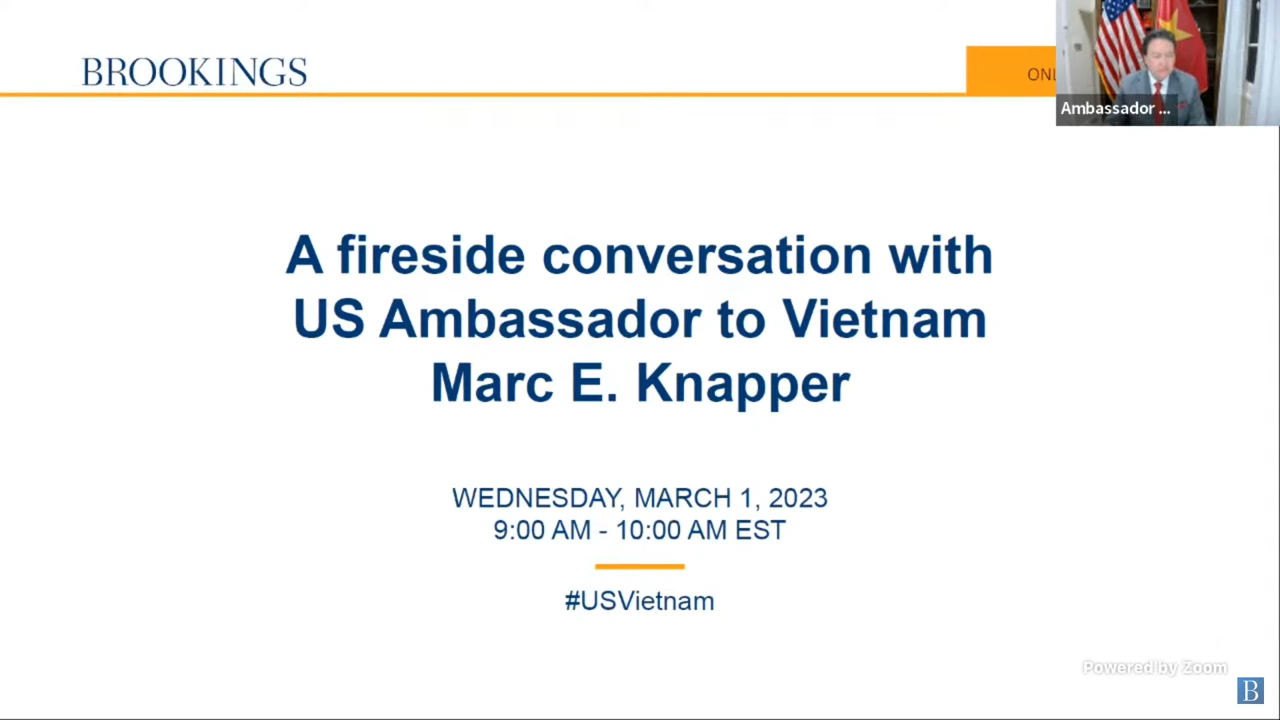 BROOKINGS
ONL
Ambassador ...
A fireside conversation with
US Ambassador to Vietnam
Marc E. Knapper
WEDNESDAY, MARCH 1, 2023
9:00 AM - 10:00 AM EST
#USVietnam
Powered by Zoom
B